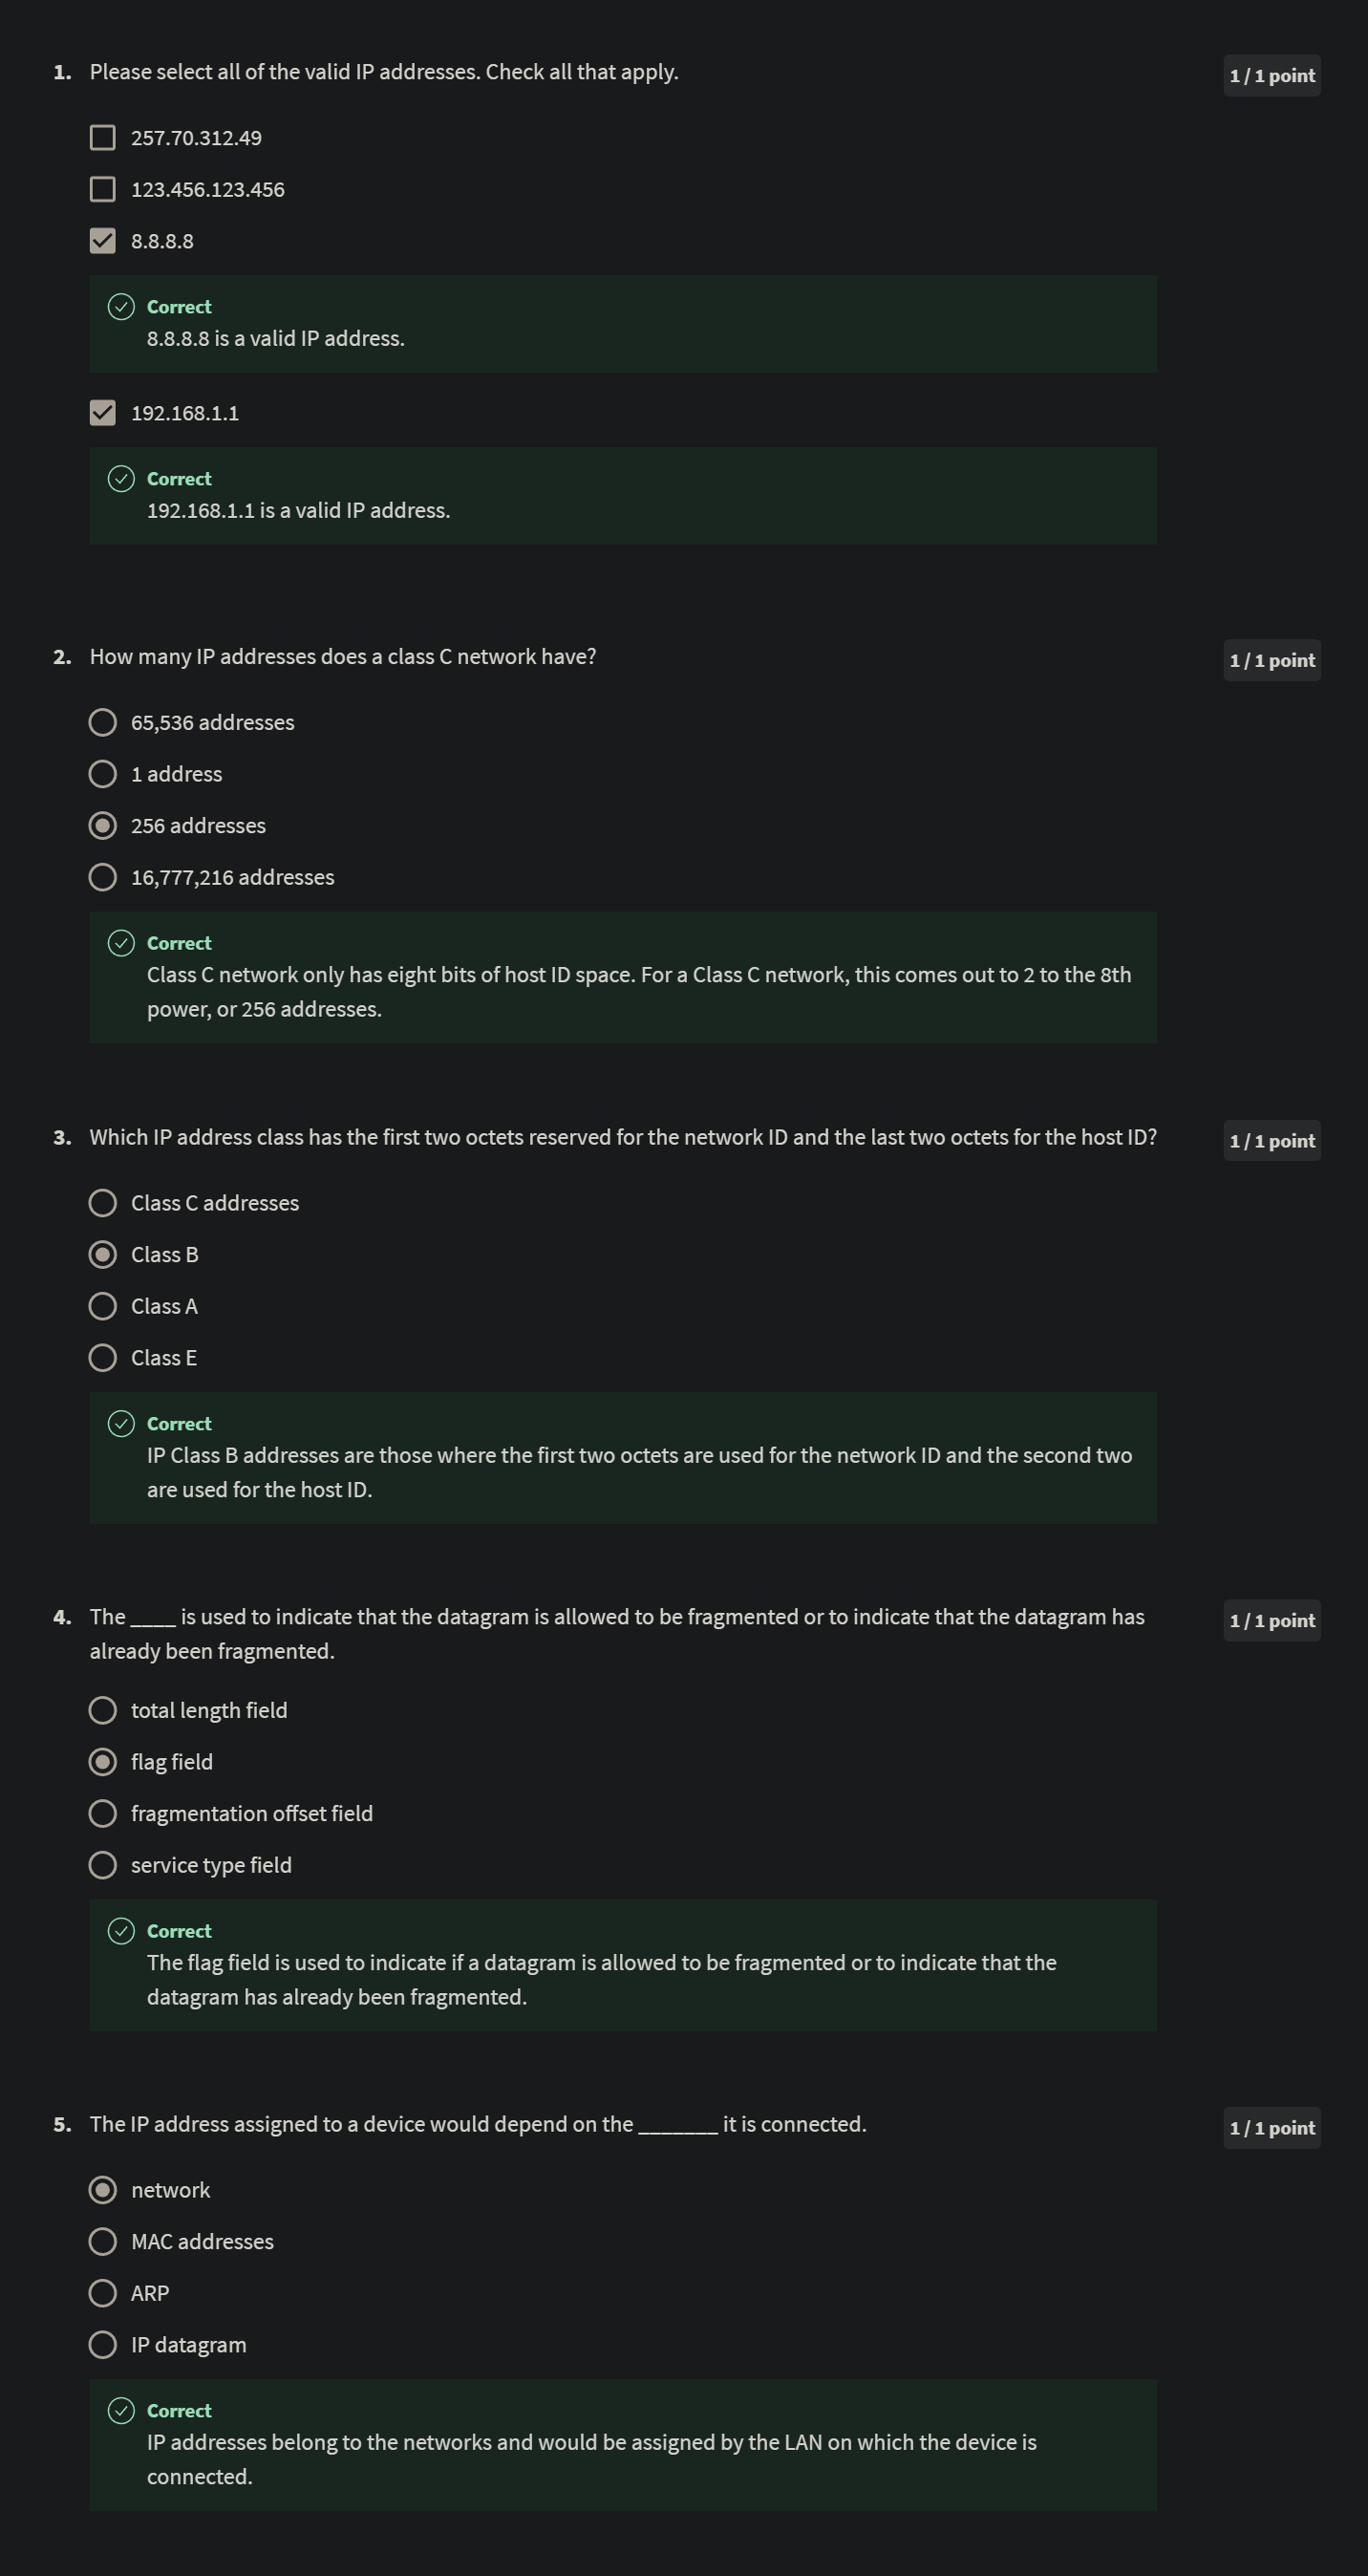 1. Please select all of the valid IP addresses. Check all that apply.
1 / 1 point
257.70.312.49
123.456.123.456
8.8.8.8
Correct
8.8.8.8 is a valid IP address.
192.168.1.1
Correct
192.168.1.1 is a valid IP address.
2. How many IP addresses does a class C network have?
1 / 1 point
65,536 addresses
1 address
256 addresses
16,777,216 addresses
Correct
Class C network only has eight bits of host ID space. For a Class C network, this comes out to 2 to the 8th
power, or 256 addresses.
3. Which IP address class has the first two octets reserved for the network ID and the last two octets for the host ID?
1 / 1 point
Class C addresses
Class B
Class A
Class E
Correct
IP Class B addresses are those where the first two octets are used for the network ID and the second two
are used for the host ID.
4. The ____ is used to indicate that the datagram is allowed to be fragmented or to indicate that the datagram has
1 / 1 point
already been fragmented.
total length field
flag field
fragmentation offset field
service type field
Correct
The flag field is used to indicate if a datagram is allowed to be fragmented or to indicate that the
datagram has already been fragmented.
5. The IP address assigned to a device would depend on the _______ it is connected.
1 / 1 point
network
MAC addresses
ARP
IP datagram
Correct
IP addresses belong to the networks and would be assigned by the LAN on which the device is
connected.